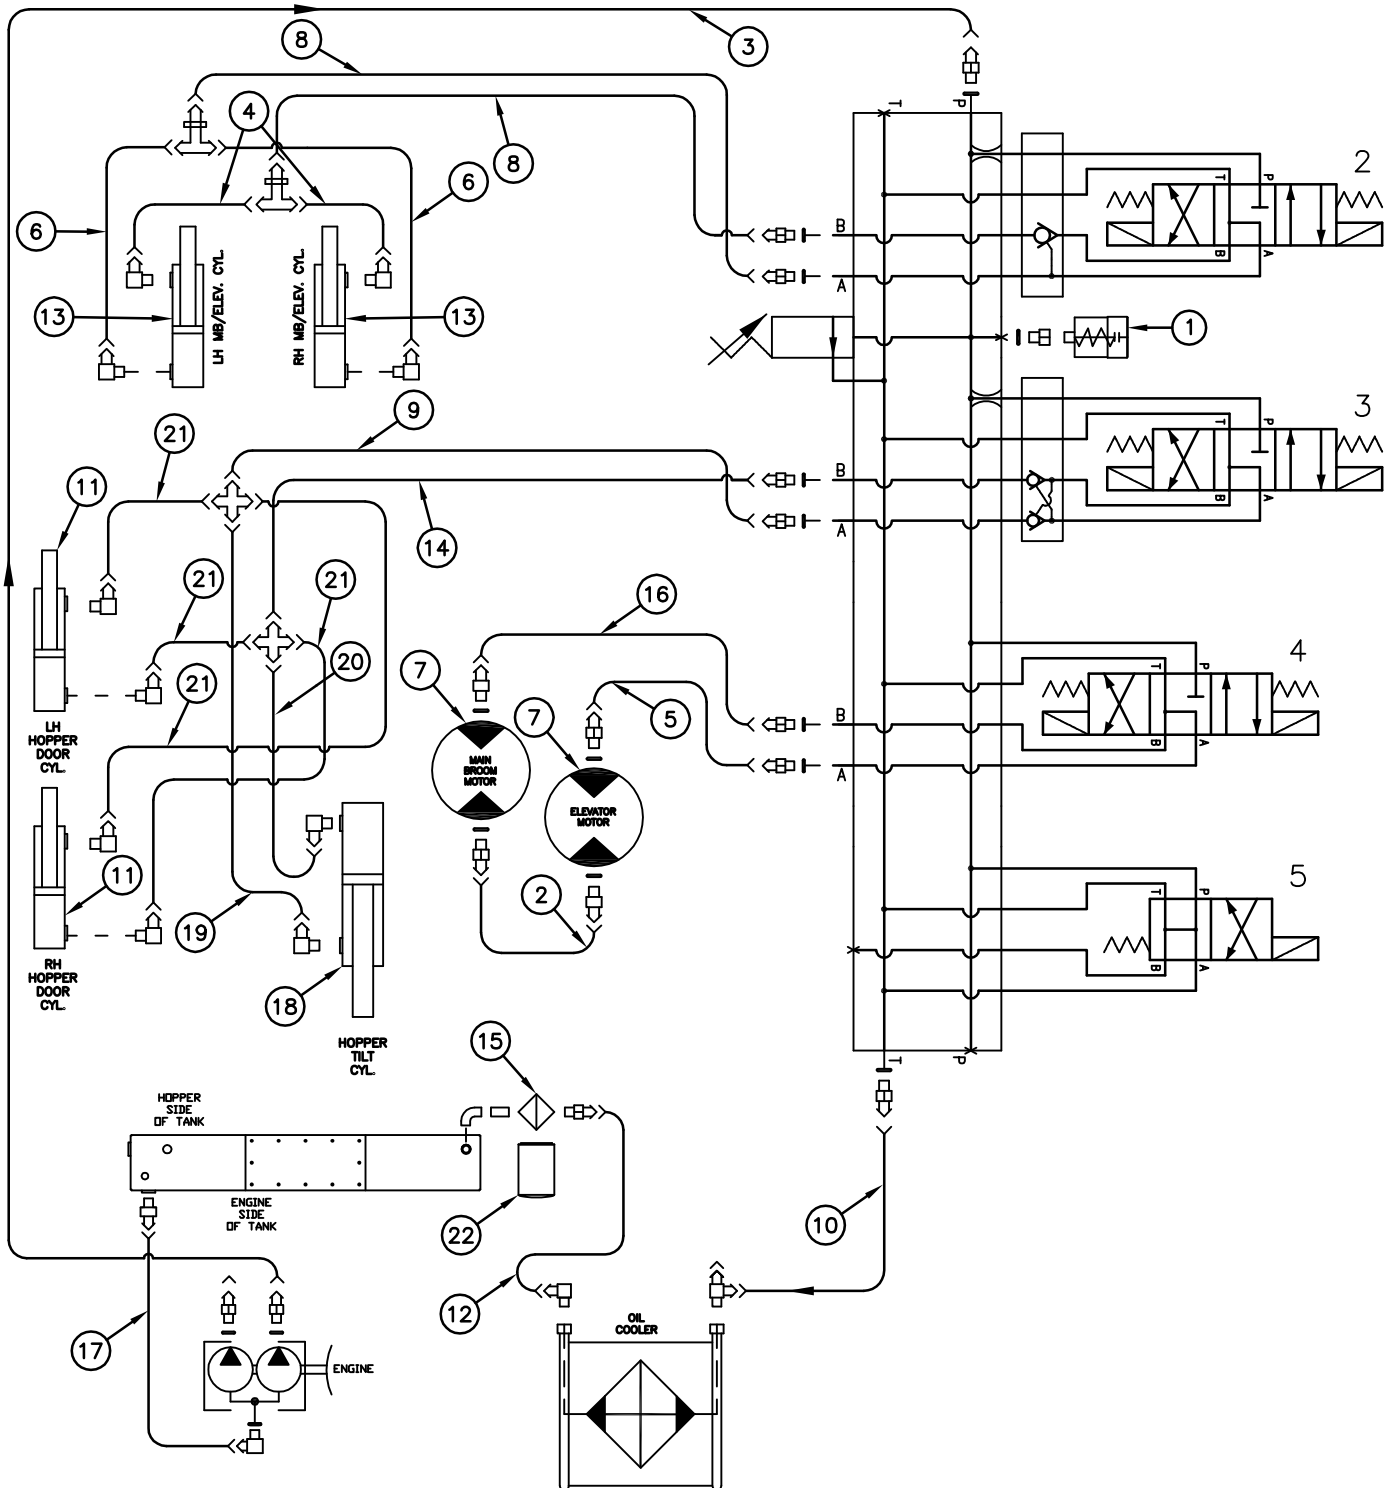 3
8
4
8
6
6
13
13
LH MB/ELEV. CYL.
RH MB/ELEV. CYL.
T
P
B
A
T
P
B
A
2
1
9
21
14
11
B
A
T
P
B
A
3
21
21
21
20
16
7
7
5
LH
HOPPER
DOOR
CYL.
MAIN
BROOM
MOTOR
ELEVATOR
MOTOR
B
A
T
P
B
A
4
11
2
19
18
RH
HOPPER
DOOR
CYL.
HOPPER
TILT
CYL.
T
P
B
A
5
T
P
15
HOPPER
SIDE
OF TANK
ENGINE
SIDE
OF TANK
22
10
12
17
ENGINE
OIL
COOLER